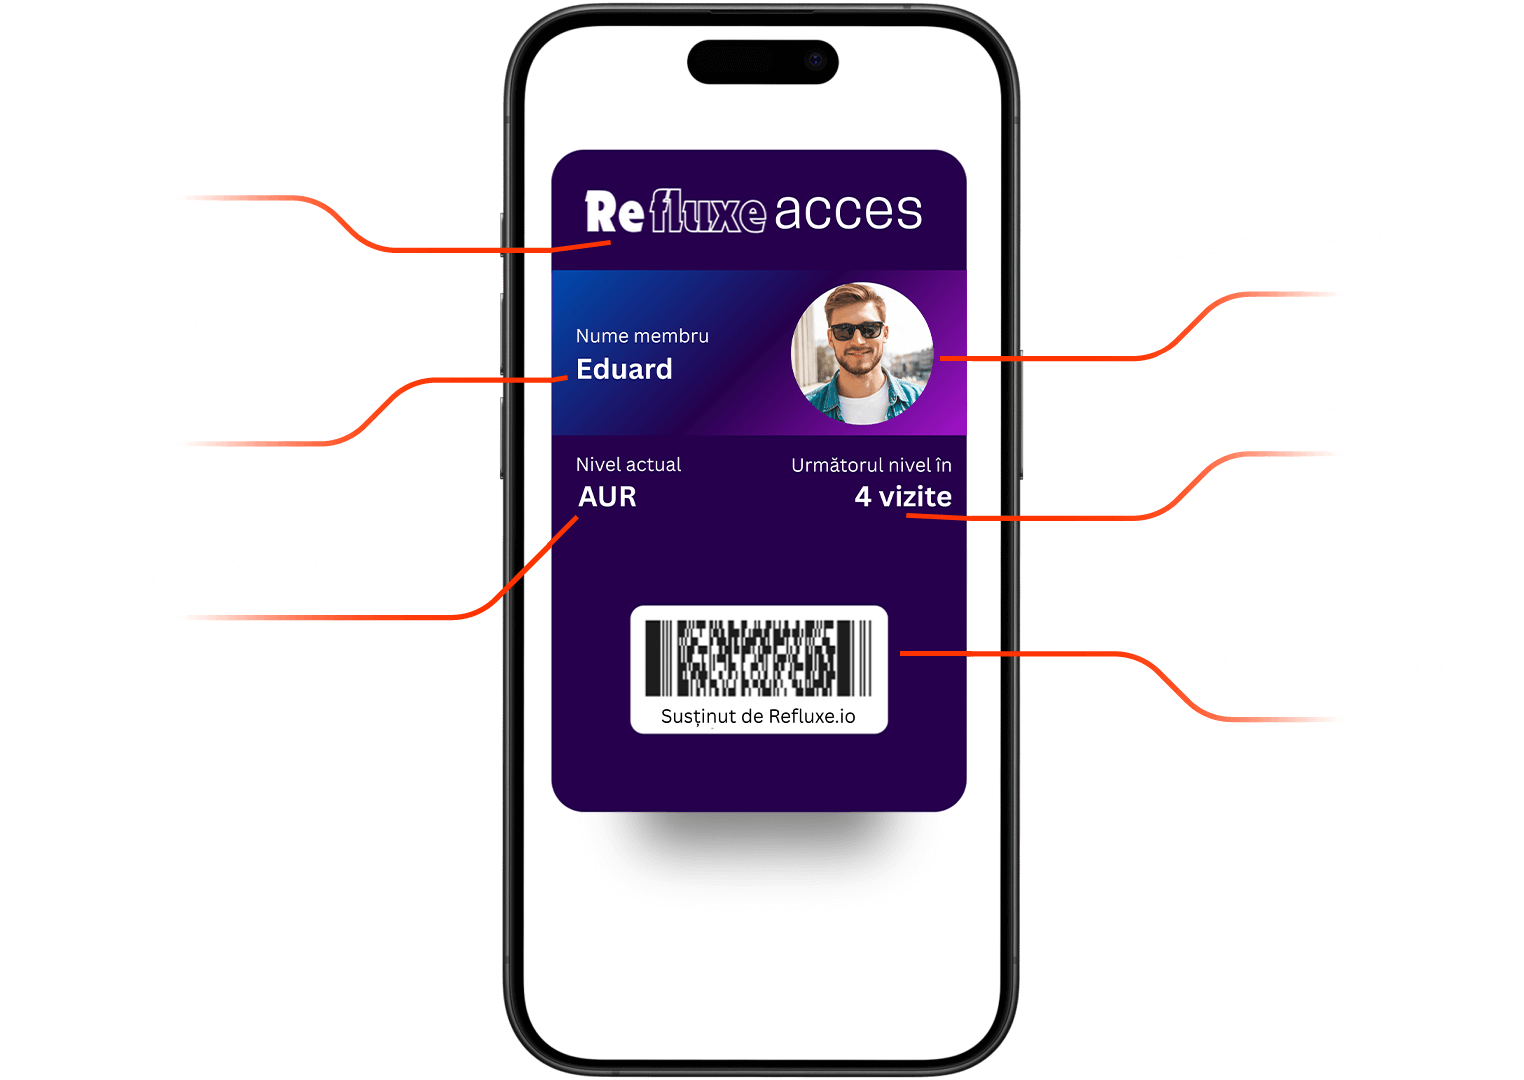 Refluxe acces
Nume membru
Eduard
Nivel actual
AUR
Următorul nivel în
4 vizite
Susținut de Refluxe.io